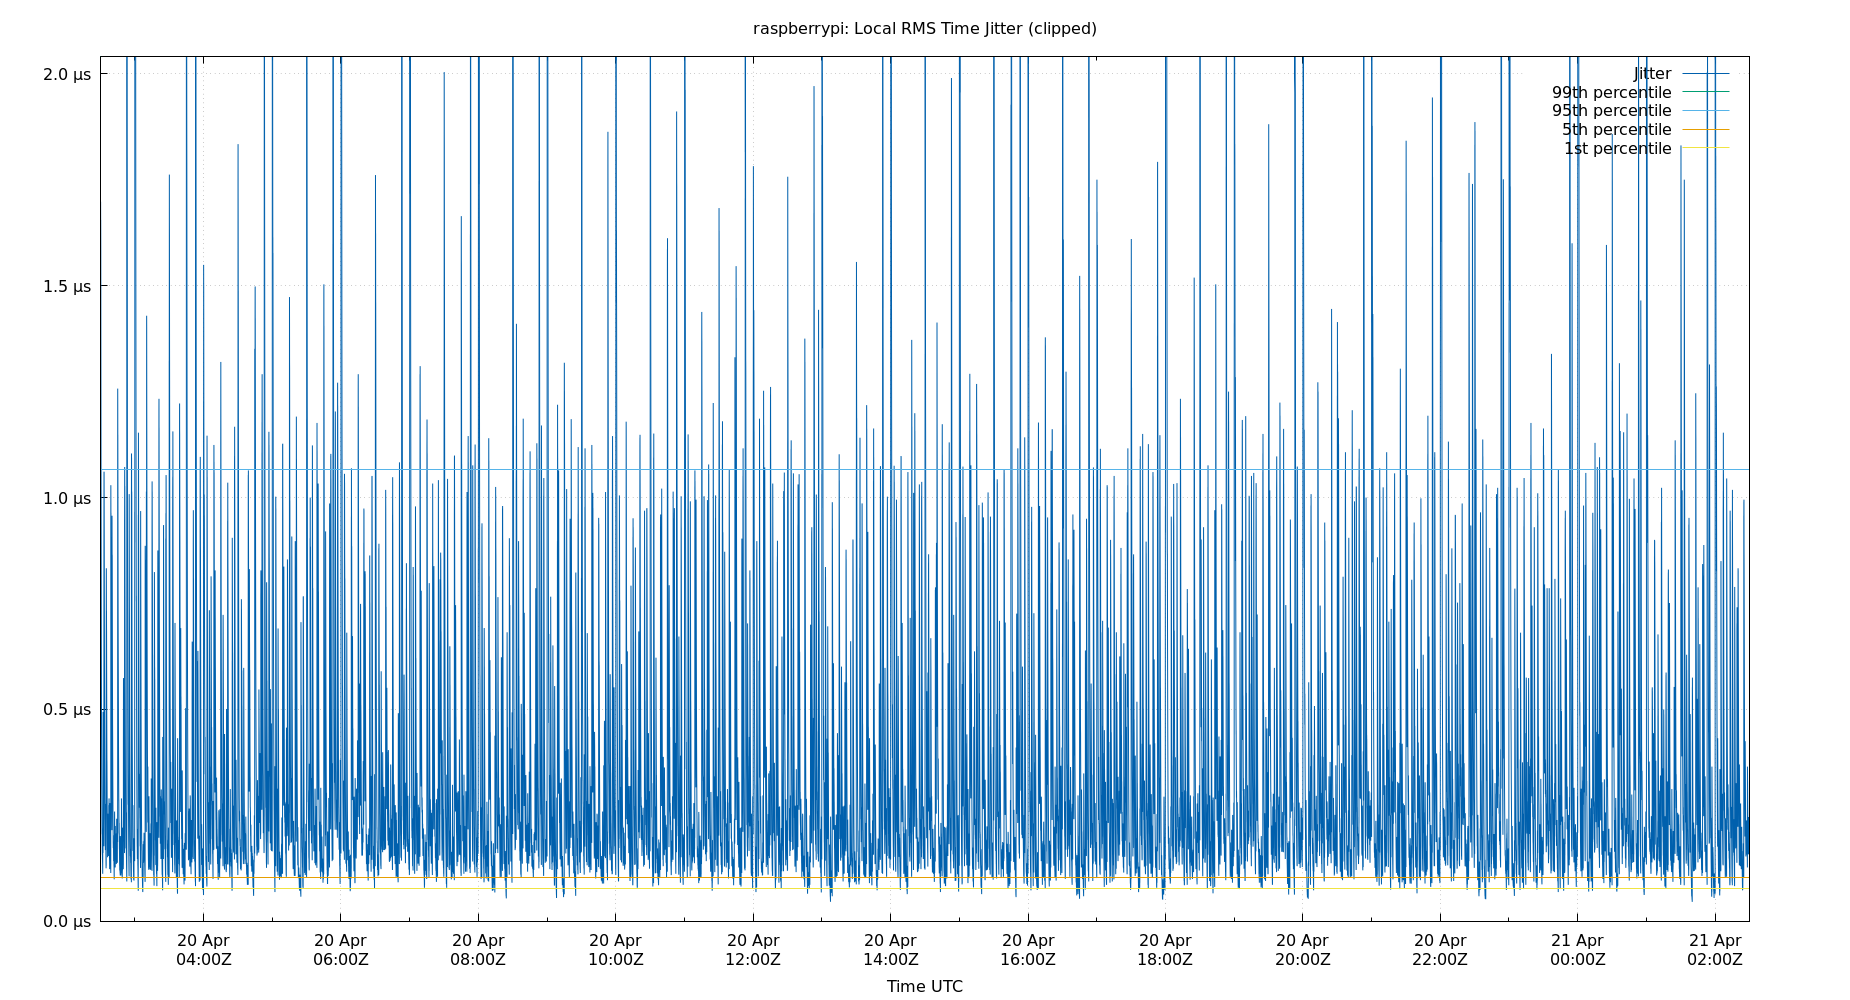 raspberrypi: Local RMS Time Jitter (clipped)
2.0 µs
1.5 µs
1.0 µs
0.5 µs
0.0 µs
Jitter
99th percentile
95th percentile
5th percentile
1st percentile
20 Apr 20 Apr 20 Apr 20 Apr 20 Apr 20 Apr 20 Apr 20 Apr 20 Apr 20 Apr 21 Apr 21 Apr
04:00Z 06:00Z 08:00Z 10:00Z 12:00Z 14:00Z 16:00Z 18:00Z 20:00Z 22:00Z 00:00Z 02:00Z
Time UTC